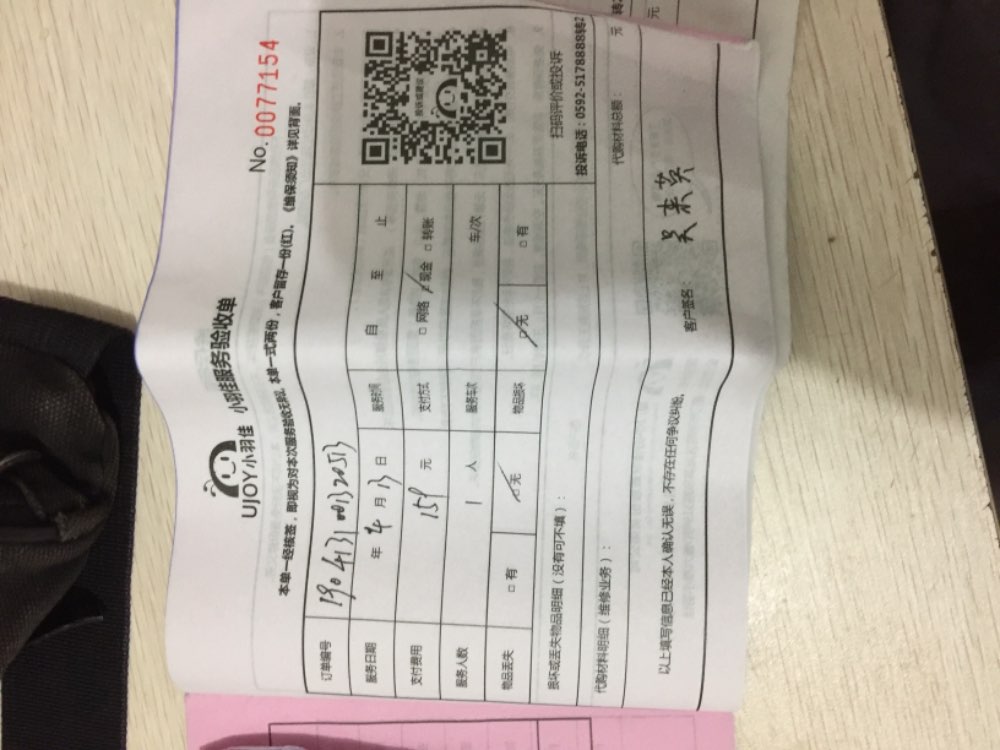 UJOY小羽佳 小羽佳服务验收单
No. 0077154
本单一经核签，即视为对本次服务验收无误。本单一式两份，客户留存一份(红)。《维保须知》详见背面。
订单编号
服务日期 年 4 月 13 日 服务时间 自 至 止
支付费用 159 元 支付方式 □ 网络 ☑ 现金 □ 转账
服务人数 1 人 服务车次 车/次
物品丢失 □ 有 ☑ 无 物品损坏 ☑ 无 □ 有
投诉或建议
扫码评价或投诉
投诉电话：0592-5178888转2
损坏或丢失物品明细（没有可不填）：
代购材料明细（维修业务）： 代购材料总额： 元
以上填写信息已经本人确认无误，不存在任何争议纠纷。 客户签名： 吴来英